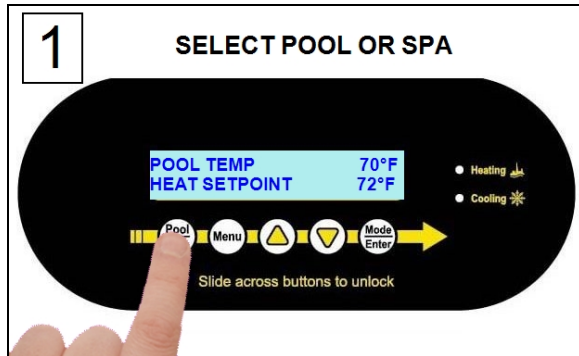 1
SELECT POOL OR SPA
POOL TEMP 70°F
HEAT SETPOINT 72°F
Heating
Cooling
Pool
Menu
Mode
Enter
Slide across buttons to unlock